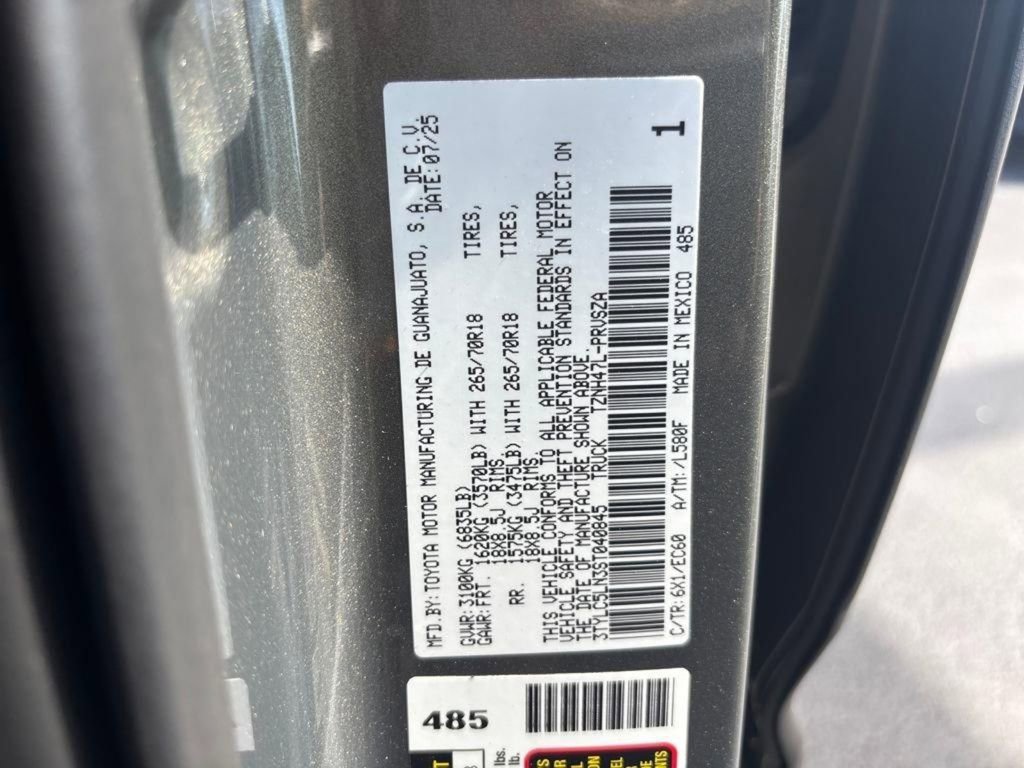 MFD.BY:TOYOTA MOTOR MANUFACTURING DE GUANAJUATO, S.A. DE C.V.
DATE:07/25
GVWR:3100KG (6835LB)
GAWR:FRT. 1620KG (3570LB) WITH 265/70R18 TIRES,
18X8.5J RIMS
RR. 1575KG (3475LB) WITH 265/70R18 TIRES,
18X8.5J RIMS.
THIS VEHICLE CONFORMS TO ALL APPLICABLE FEDERAL MOTOR
VEHICLE SAFETY AND THEFT PREVENTION STANDARDS IN EFFECT ON
THE DATE OF MANUFACTURE SHOWN ABOVE.
3TYLC5LN3ST040845 TRUCK TZNH47L-PRVSZA
C/TR:6X1/EC60 A/TM:/L580F MADE IN MEXICO 485
1
485
lbs.
lb.